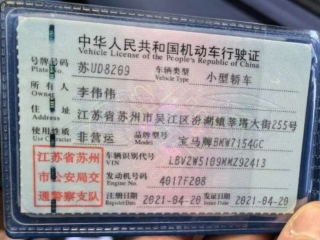 中华人民共和国机动车行驶证
Vehicle License of the People's Republic of China
号牌号码 苏UD8209 车辆类型 小型轿车
Plate No. Vehicle Type
所有人 李伟伟
Owner
住址 江苏省苏州市吴江区汾湖镇莘塔大街255号
Address
使用性质 非营运 品牌型号 宝马牌BMW7154GC
Use Character Model
江苏省苏州
市公安局交
通警察支队
车辆识别代号 LBV2W5109KMZ92413
VIN
发动机号码 4017F208
Engine No.
注册日期 2021-04-20 发证日期 2021-04-20
Register Date Issue Date